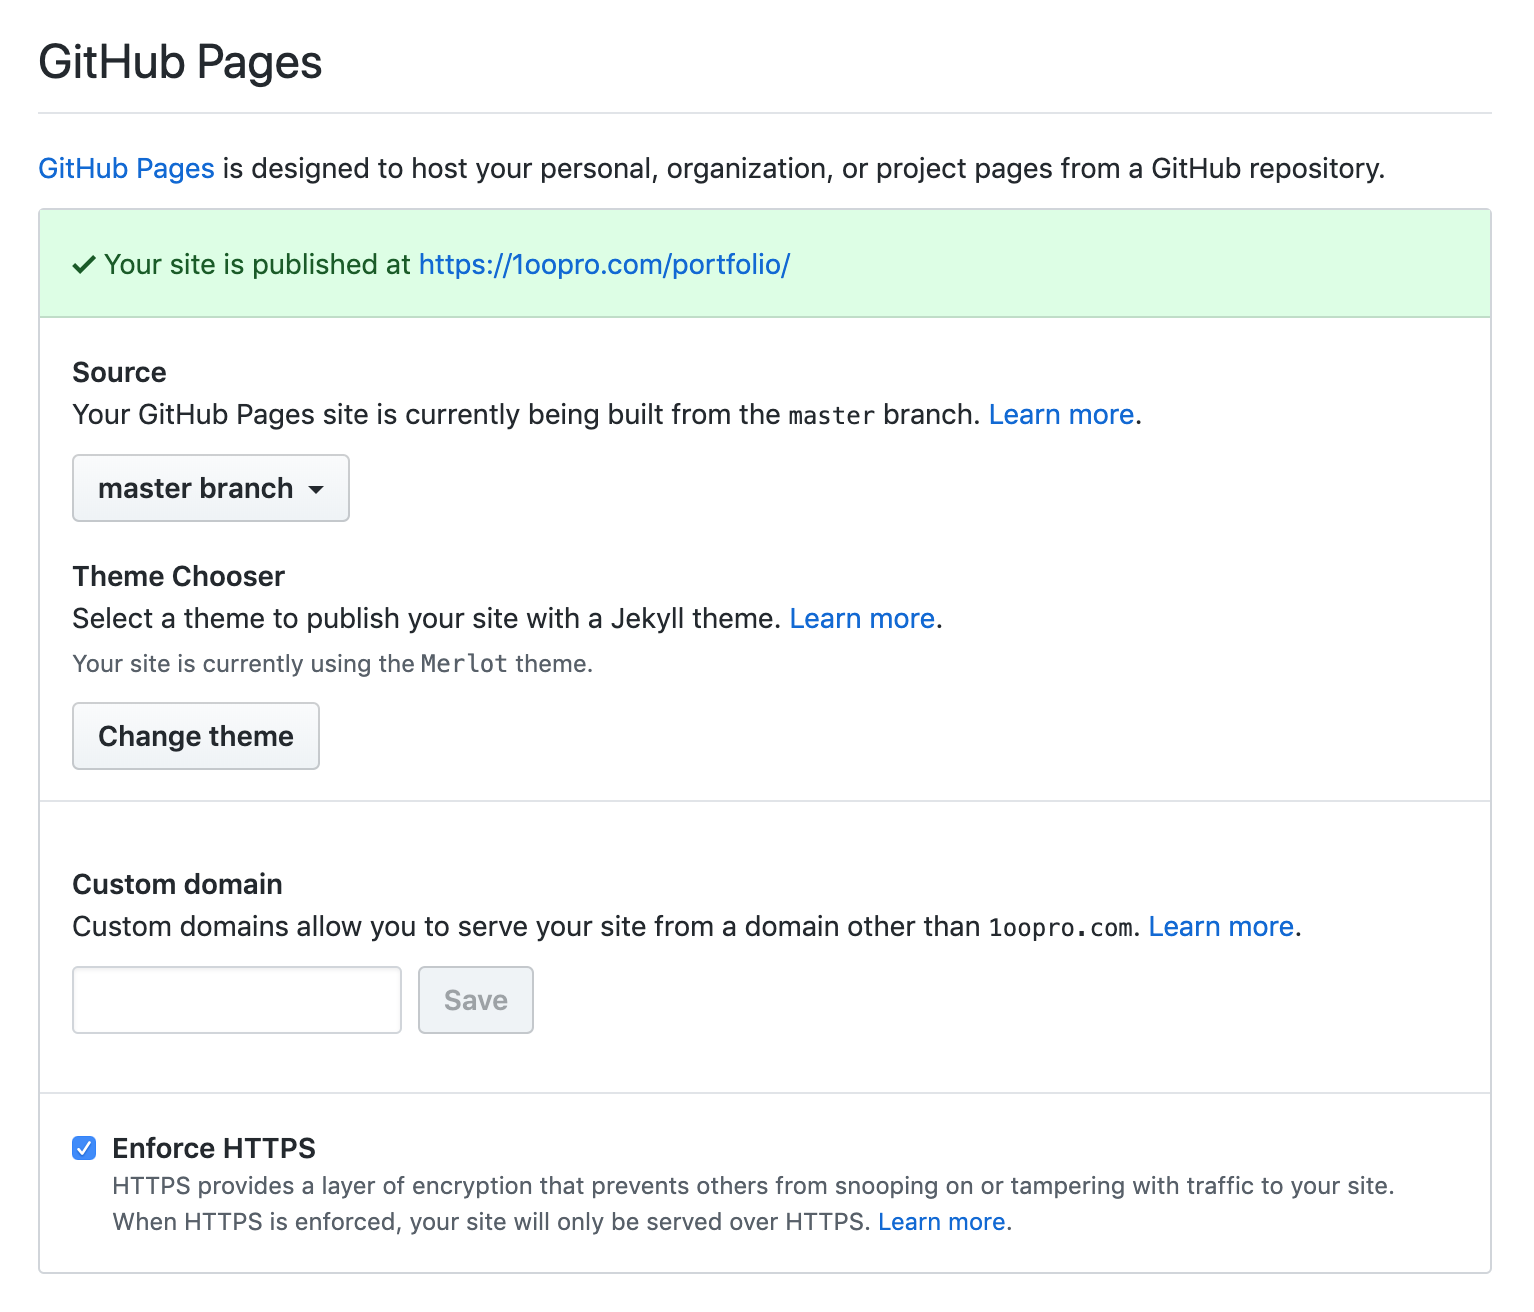 GitHub Pages
GitHub Pages is designed to host your personal, organization, or project pages from a GitHub repository.
Your site is published at https://1oopro.com/portfolio/
Source
Your GitHub Pages site is currently being built from the master branch. Learn more.
master branch
Theme Chooser
Select a theme to publish your site with a Jekyll theme. Learn more.
Your site is currently using the Merlot theme.
Change theme
Custom domain
Custom domains allow you to serve your site from a domain other than 1oopro.com. Learn more.
Save
Enforce HTTPS
HTTPS provides a layer of encryption that prevents others from snooping on or tampering with traffic to your site.
When HTTPS is enforced, your site will only be served over HTTPS. Learn more.